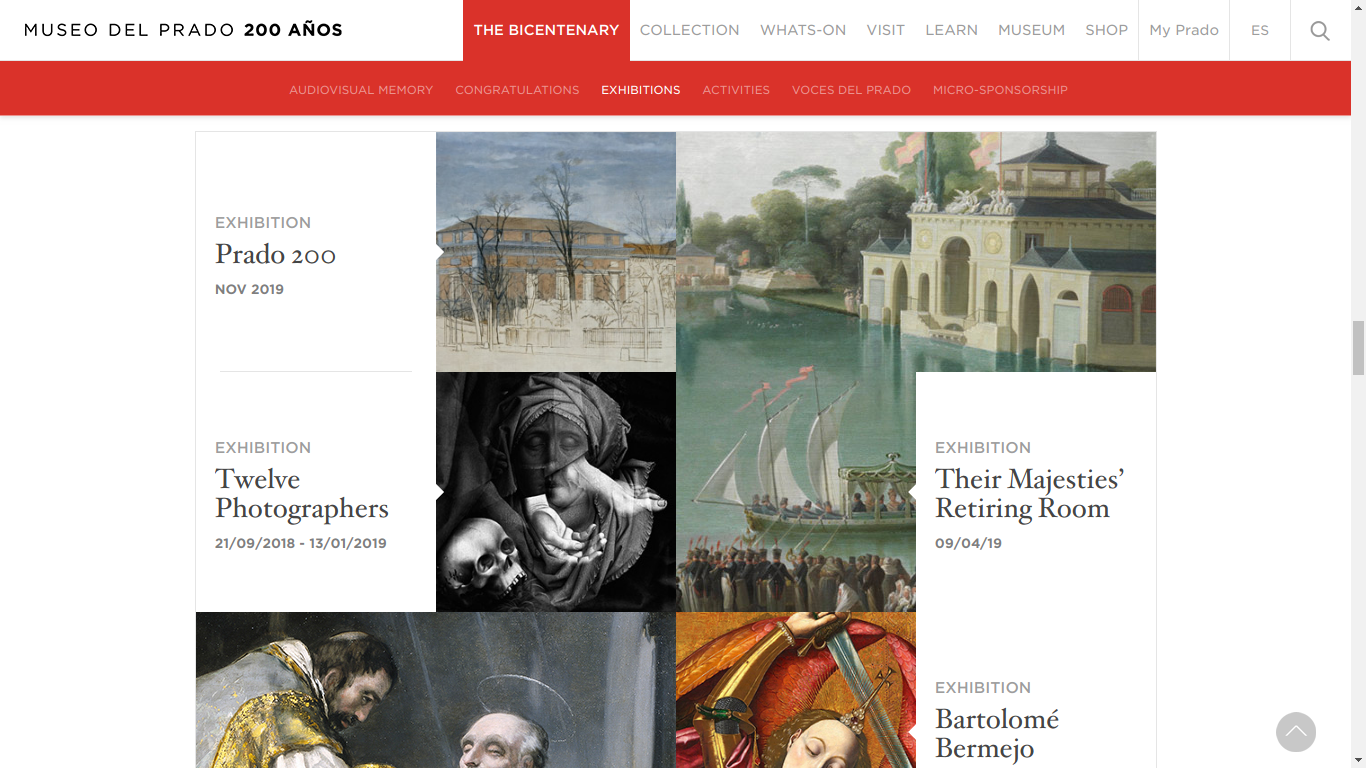 MUSEO DEL PRADO 200 AÑOS
THE BICENTENARY
COLLECTION
WHATS-ON
VISIT
LEARN
MUSEUM
SHOP
My Prado
ES
AUDIOVISUAL MEMORY
CONGRATULATIONS
EXHIBITIONS
ACTIVITIES
VOCES DEL PRADO
MICRO-SPONSORSHIP
EXHIBITION
Prado 200
NOV 2019
EXHIBITION
Twelve
Photographers
21/09/2018 - 13/01/2019
EXHIBITION
Their Majesties’
Retiring Room
09/04/19
EXHIBITION
Bartolomé
Bermejo